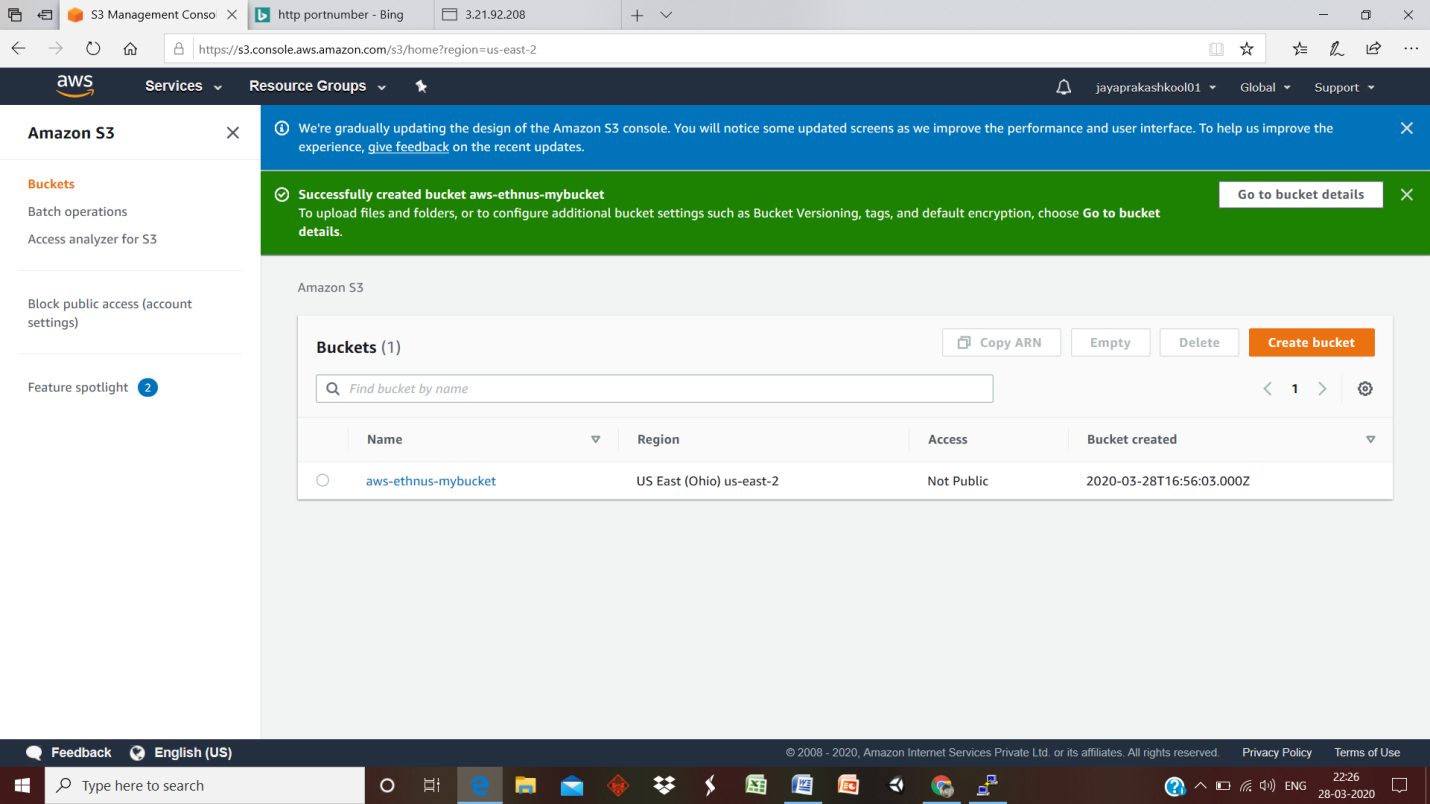 S3 Management Consol
http portnumber - Bing
3.21.92.208
https://s3.console.aws.amazon.com/s3/home?region=us-east-2
aws
Services
Resource Groups
jayaprakashkool01
Global
Support
Amazon S3
Buckets
Batch operations
Access analyzer for S3
Block public access (account
settings)
Feature spotlight 2
We're gradually updating the design of the Amazon S3 console. You will notice some updated screens as we improve the performance and user interface. To help us improve the
experience, give feedback on the recent updates.
Successfully created bucket aws-ethnus-mybucket
To upload files and folders, or to configure additional bucket settings such as Bucket Versioning, tags, and default encryption, choose Go to bucket
details.
Go to bucket details
Amazon S3
Buckets (1)
Copy ARN
Empty
Delete
Create bucket
Find bucket by name
1
Name
Region
Access
Bucket created
aws-ethnus-mybucket
US East (Ohio) us-east-2
Not Public
2020-03-28T16:56:03.000Z
Feedback
English (US)
© 2008 - 2020, Amazon Internet Services Private Ltd. or its affiliates. All rights reserved.
Privacy Policy
Terms of Use
Type here to search
ENG
22:26
28-03-2020